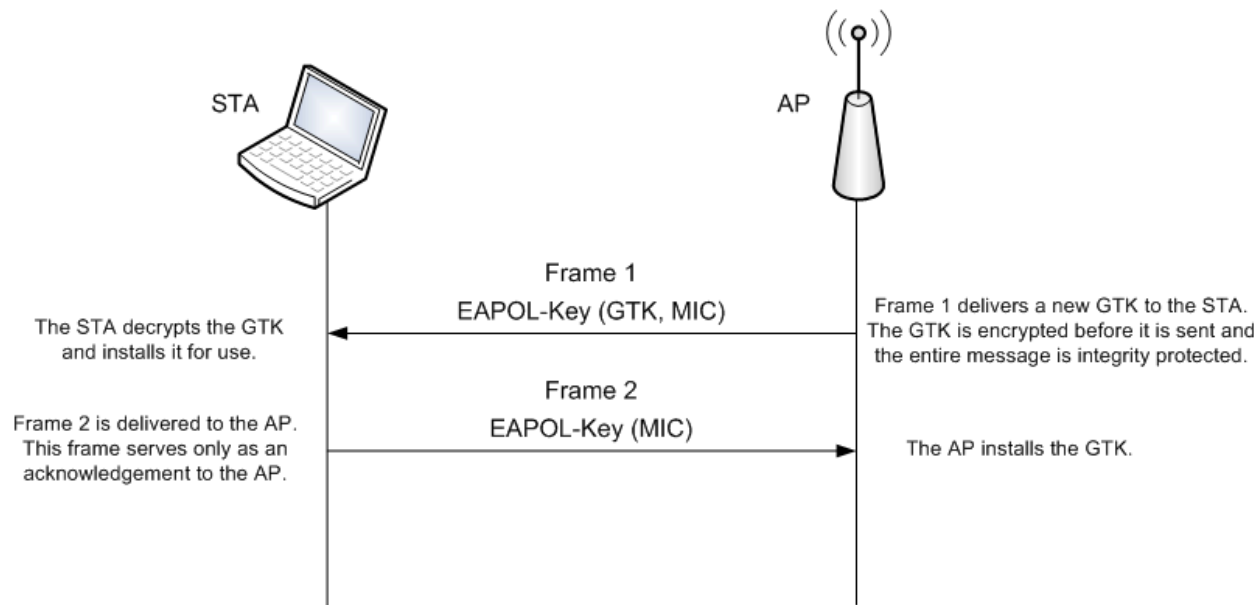 STA
AP
Frame 1
EAPOL-Key (GTK, MIC)
The STA decrypts the GTK
and installs it for use.
Frame 1 delivers a new GTK to the STA.
The GTK is encrypted before it is sent and
the entire message is integrity protected.
Frame 2
EAPOL-Key (MIC)
Frame 2 is delivered to the AP.
This frame serves only as an
acknowledgement to the AP.
The AP installs the GTK.